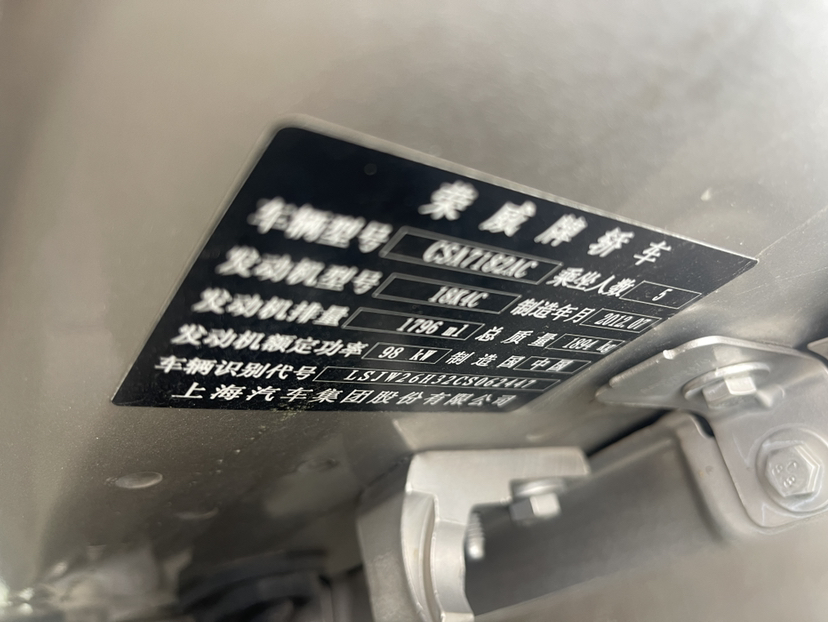 荣威牌轿车
车辆型号 CSA7182AC 乘坐人数 5
发动机型号 18K4C 制造年月 2012.07
发动机排量 1796 ml 总质量 1894 kg
发动机额定功率 98 kW 制造国 中国
车辆识别代号
上海汽车集团股份有限公司